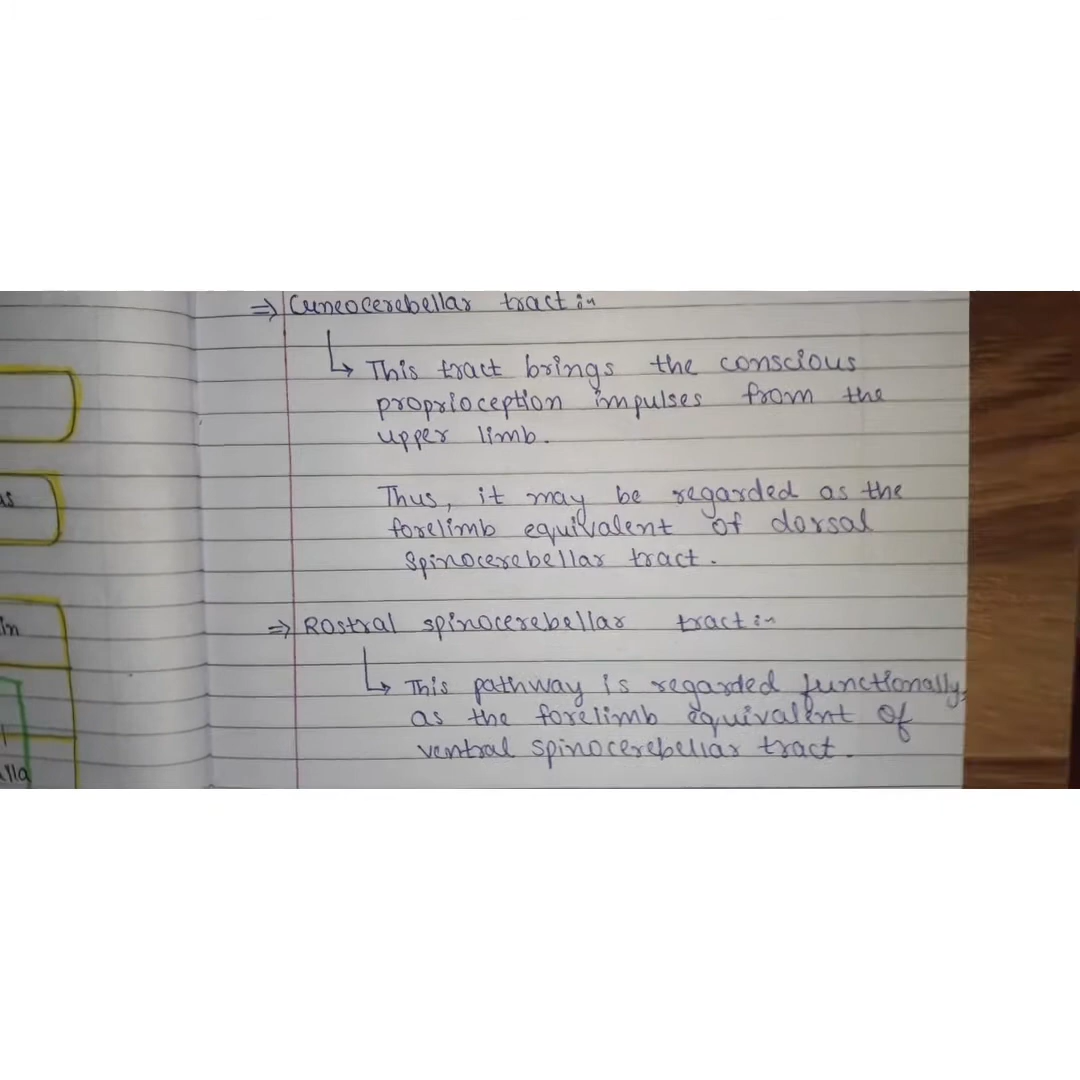 ⇒ Cuneocerebellar tract :~
↳ This tract brings the conscious
proprioception impulses from the
upper limb.
Thus, it may be regarded as the
forelimb equivalent of dorsal
spinocerebellar tract.
⇒ Rostral spinocerebellar tract :~
↳ This pathway is regarded functionally,
as the forelimb equivalent of
ventral spinocerebellar tract.